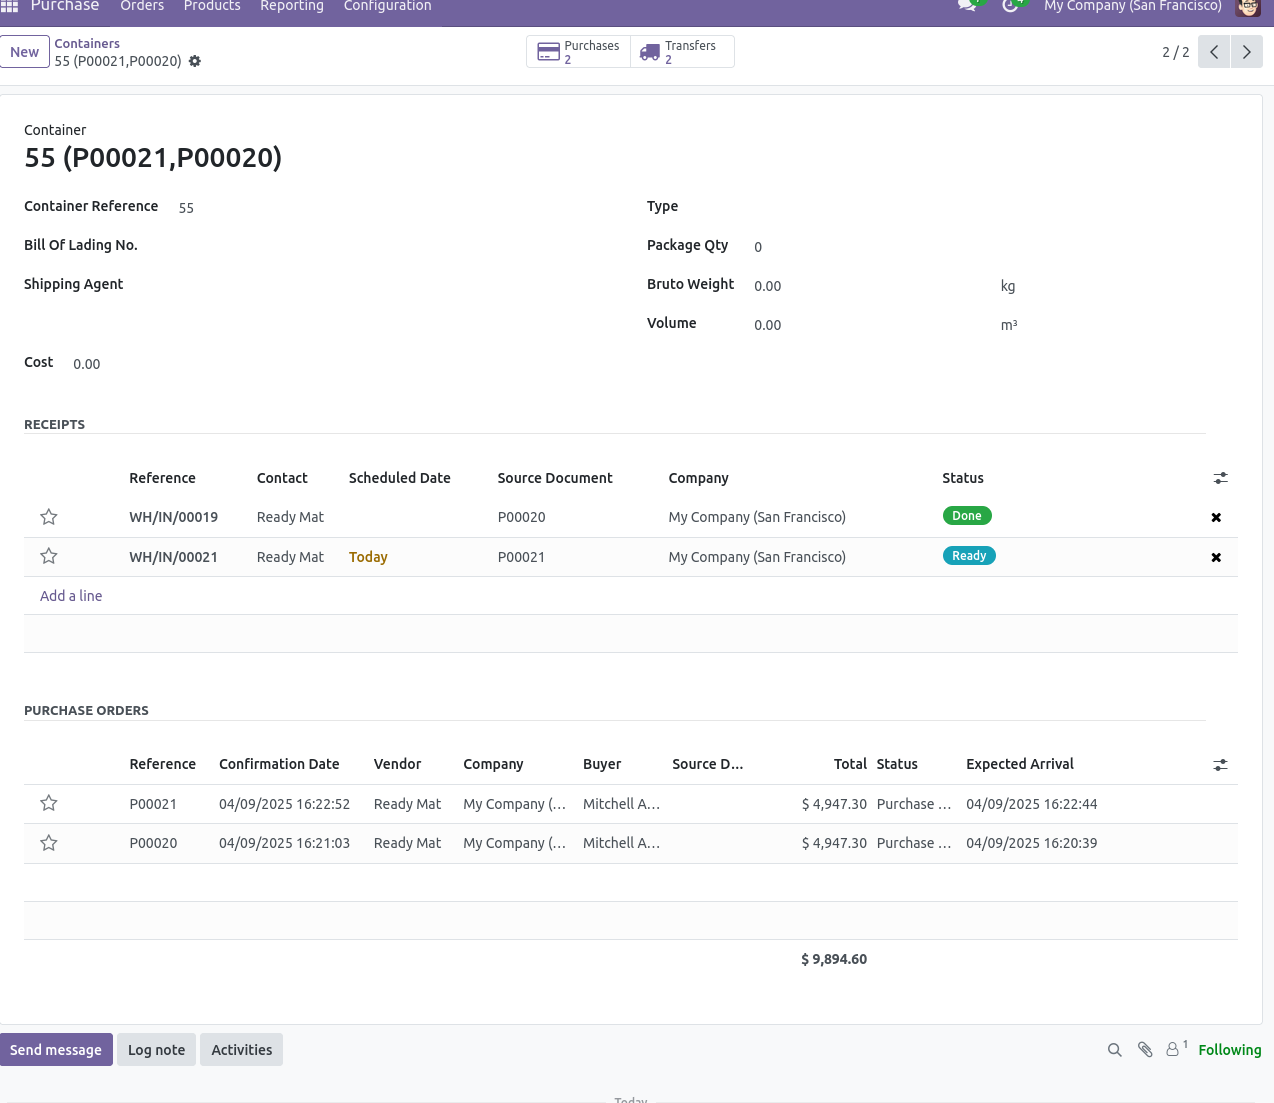 Purchase Orders Products Reporting Configuration My Company (San Francisco)
New Containers Purchases Transfers
55 (P00021,P00020) 2 2 2 / 2
Container
55 (P00021,P00020)
Container Reference 55 Type
Bill Of Lading No. Package Qty 0
Shipping Agent Bruto Weight 0.00 kg
Volume 0.00 m³
Cost 0.00
RECEIPTS
Reference Contact Scheduled Date Source Document Company Status
WH/IN/00019 Ready Mat P00020 My Company (San Francisco) Done
WH/IN/00021 Ready Mat Today P00021 My Company (San Francisco) Ready
Add a line
PURCHASE ORDERS
Reference Confirmation Date Vendor Company Buyer Source D... Total Status Expected Arrival
P00021 04/09/2025 16:22:52 Ready Mat My Company (... Mitchell A... $ 4,947.30 Purchase ... 04/09/2025 16:22:44
P00020 04/09/2025 16:21:03 Ready Mat My Company (... Mitchell A... $ 4,947.30 Purchase ... 04/09/2025 16:20:39
$ 9,894.60
Send message Log note Activities 1 Following
Today